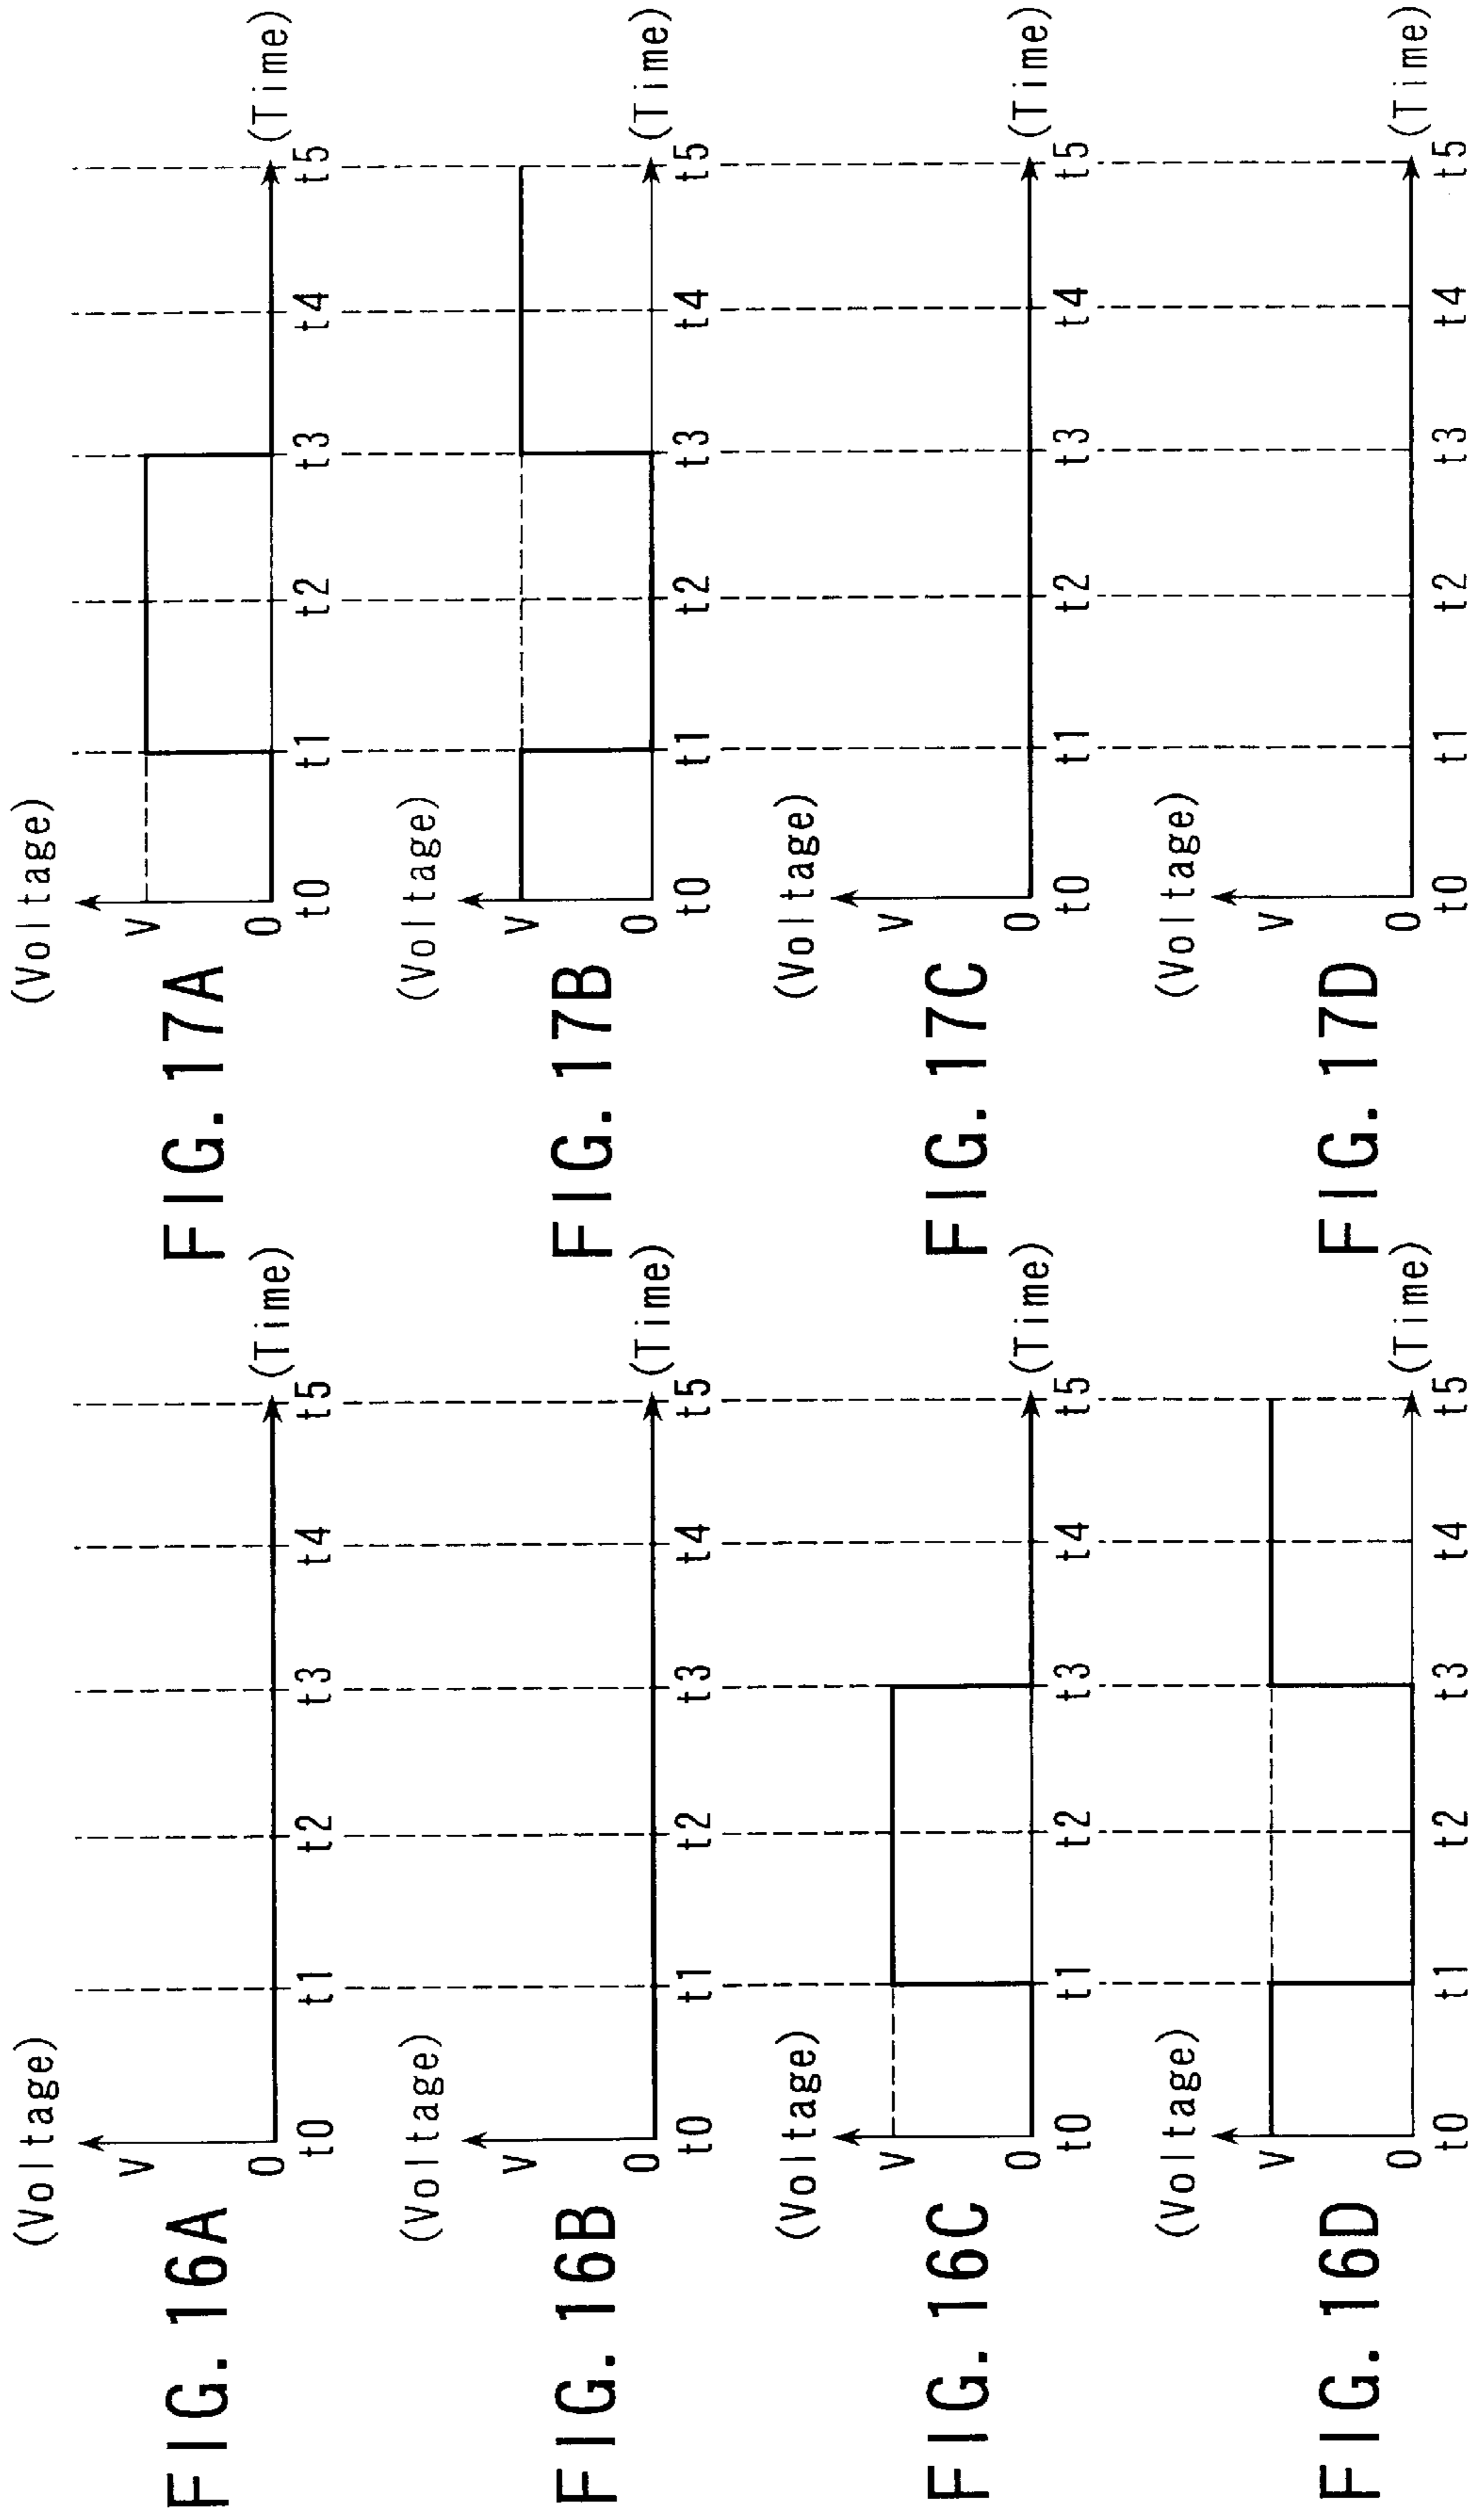 FIG. 16A
(Voltage)
V
0
t0 t1 t2 t3 t4 t5
(Time)
FIG. 16B
(Voltage)
V
0
t0 t1 t2 t3 t4 t5
(Time)
FIG. 16C
(Voltage)
V
0
t0 t1 t2 t3 t4 t5
(Time)
FIG. 16D
(Voltage)
V
0
t0 t1 t2 t3 t4 t5
(Time)
FIG. 17A
(Voltage)
V
0
t0 t1 t2 t3 t4 t5
(Time)
FIG. 17B
(Voltage)
V
0
t0 t1 t2 t3 t4 t5
(Time)
FIG. 17C
(Voltage)
V
0
t0 t1 t2 t3 t4 t5
(Time)
FIG. 17D
(Voltage)
V
0
t0 t1 t2 t3 t4 t5
(Time)